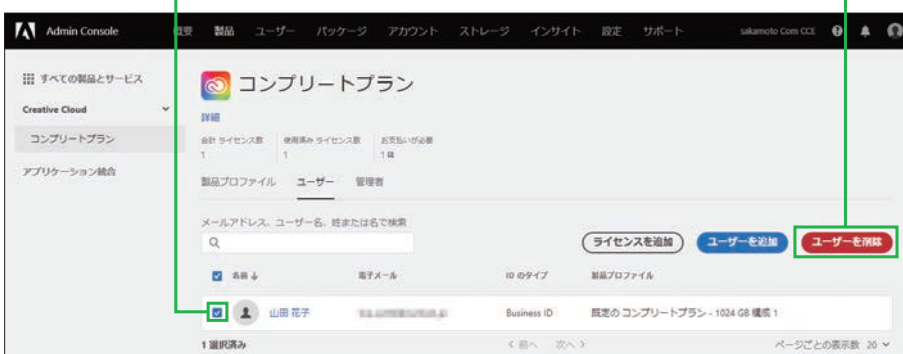 Admin Console 概要 製品 ユーザー パッケージ アカウント ストレージ インサイト 設定 サポート sakamoto Com CCE
すべての製品とサービス
Creative Cloud
コンプリートプラン
アプリケーション統合
コンプリートプラン
詳細
合計 ライセンス数 使用済み ライセンス数 お支払いが必要
1 1 1
製品プロファイル ユーザー 管理者
メールアドレス、ユーザー名、姓または名で検索
ライセンスを追加 ユーザーを追加 ユーザーを削除
名前 ↓ 電子メール ID のタイプ 製品プロファイル
山田 花子 Business ID 既定の コンプリートプラン - 1024 GB 構成 1
1 選択済み 前へ 次へ ページごとの表示数 20